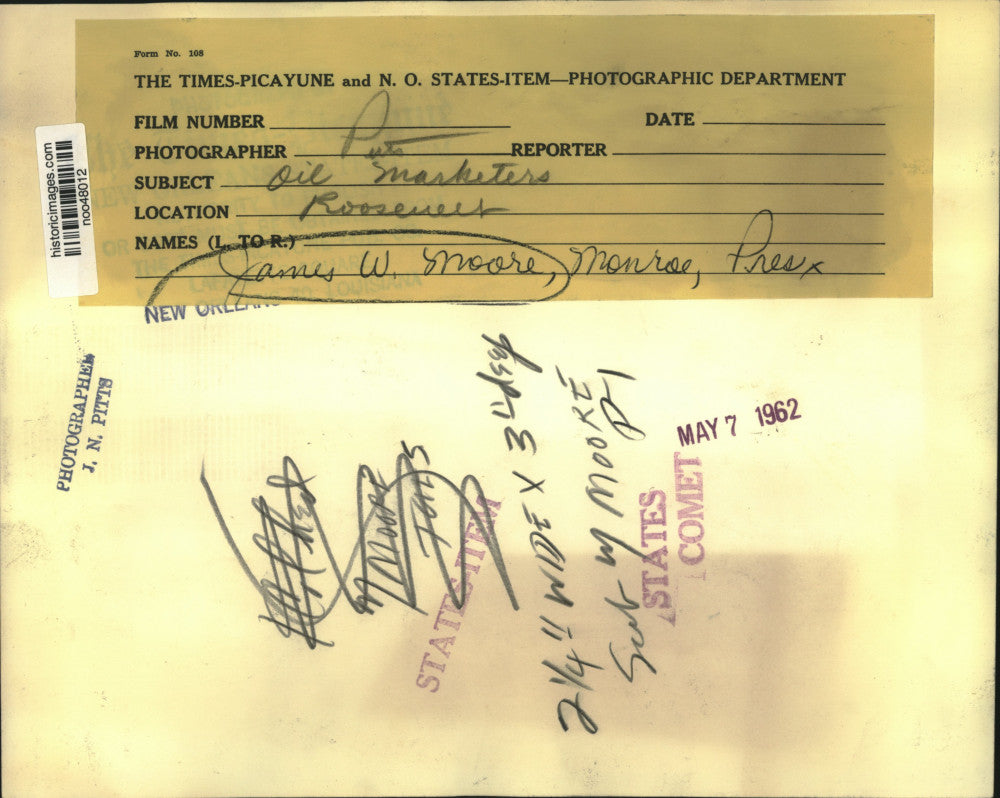 Form No. 108
THE TIMES-PICAYUNE and N. O. STATES-ITEM—PHOTOGRAPHIC DEPARTMENT
FILM NUMBER
DATE
PHOTOGRAPHER Pitts REPORTER
SUBJECT Oil Marketers
LOCATION Roosevelt
NAMES (L. TO R.)
James W. Moore, Monroe, Pres
historicimages.com
noo48012
NEW ORLEANS LOUISIANA
PHOTOGRAPHER
J. N. PITTS
W Moore
STATES-ITEM
2 1/4 " WIDE X 3" deep
W MOORE
P-1
STATES
COMET
MAY 7 1962